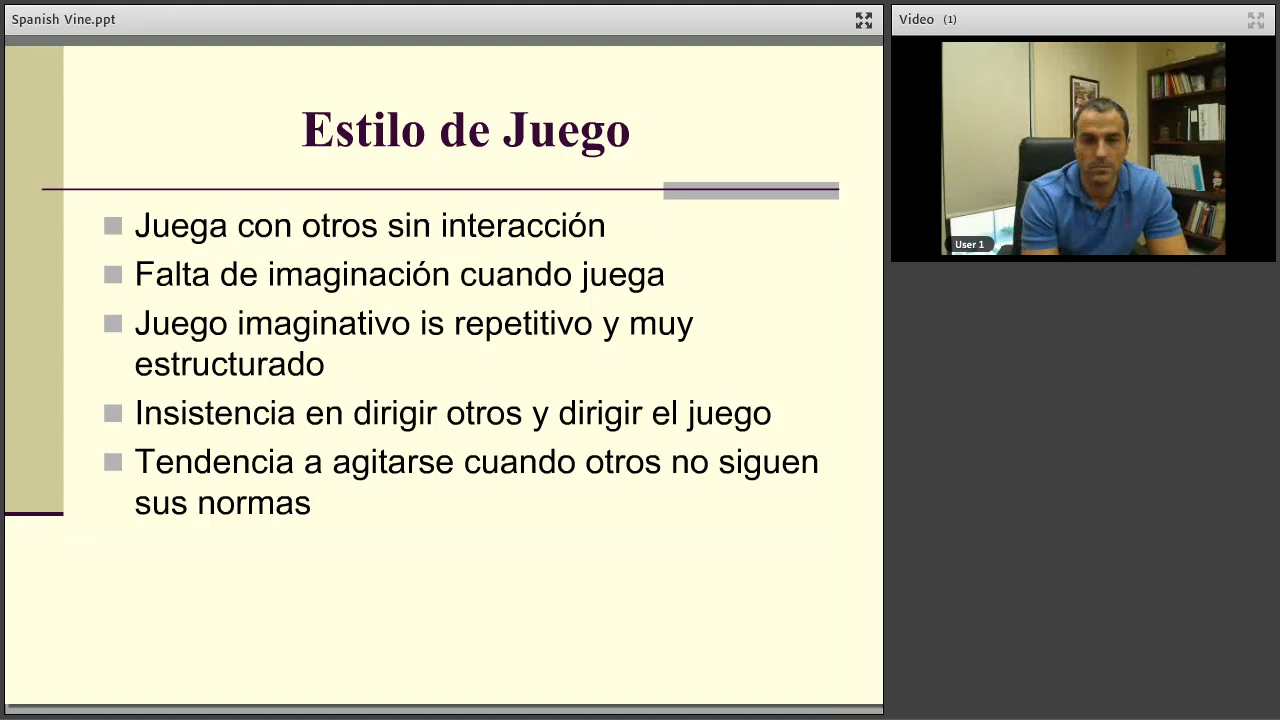 Spanish Vine.ppt
Video (1)
Estilo de Juego
Juega con otros sin interacción
Falta de imaginación cuando juega
Juego imaginativo is repetitivo y muy
estructurado
Insistencia en dirigir otros y dirigir el juego
Tendencia a agitarse cuando otros no siguen
sus normas
User 1